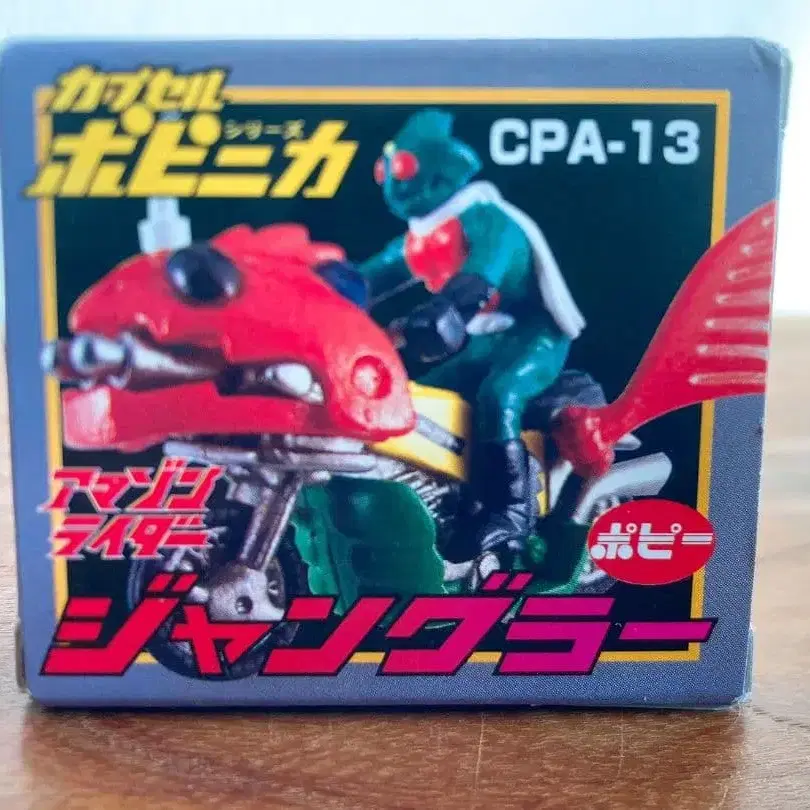 カプセル
ポピニカ
シリーズ
CPA-13
アマゾン
ライダー
ポピー
ジャングラー